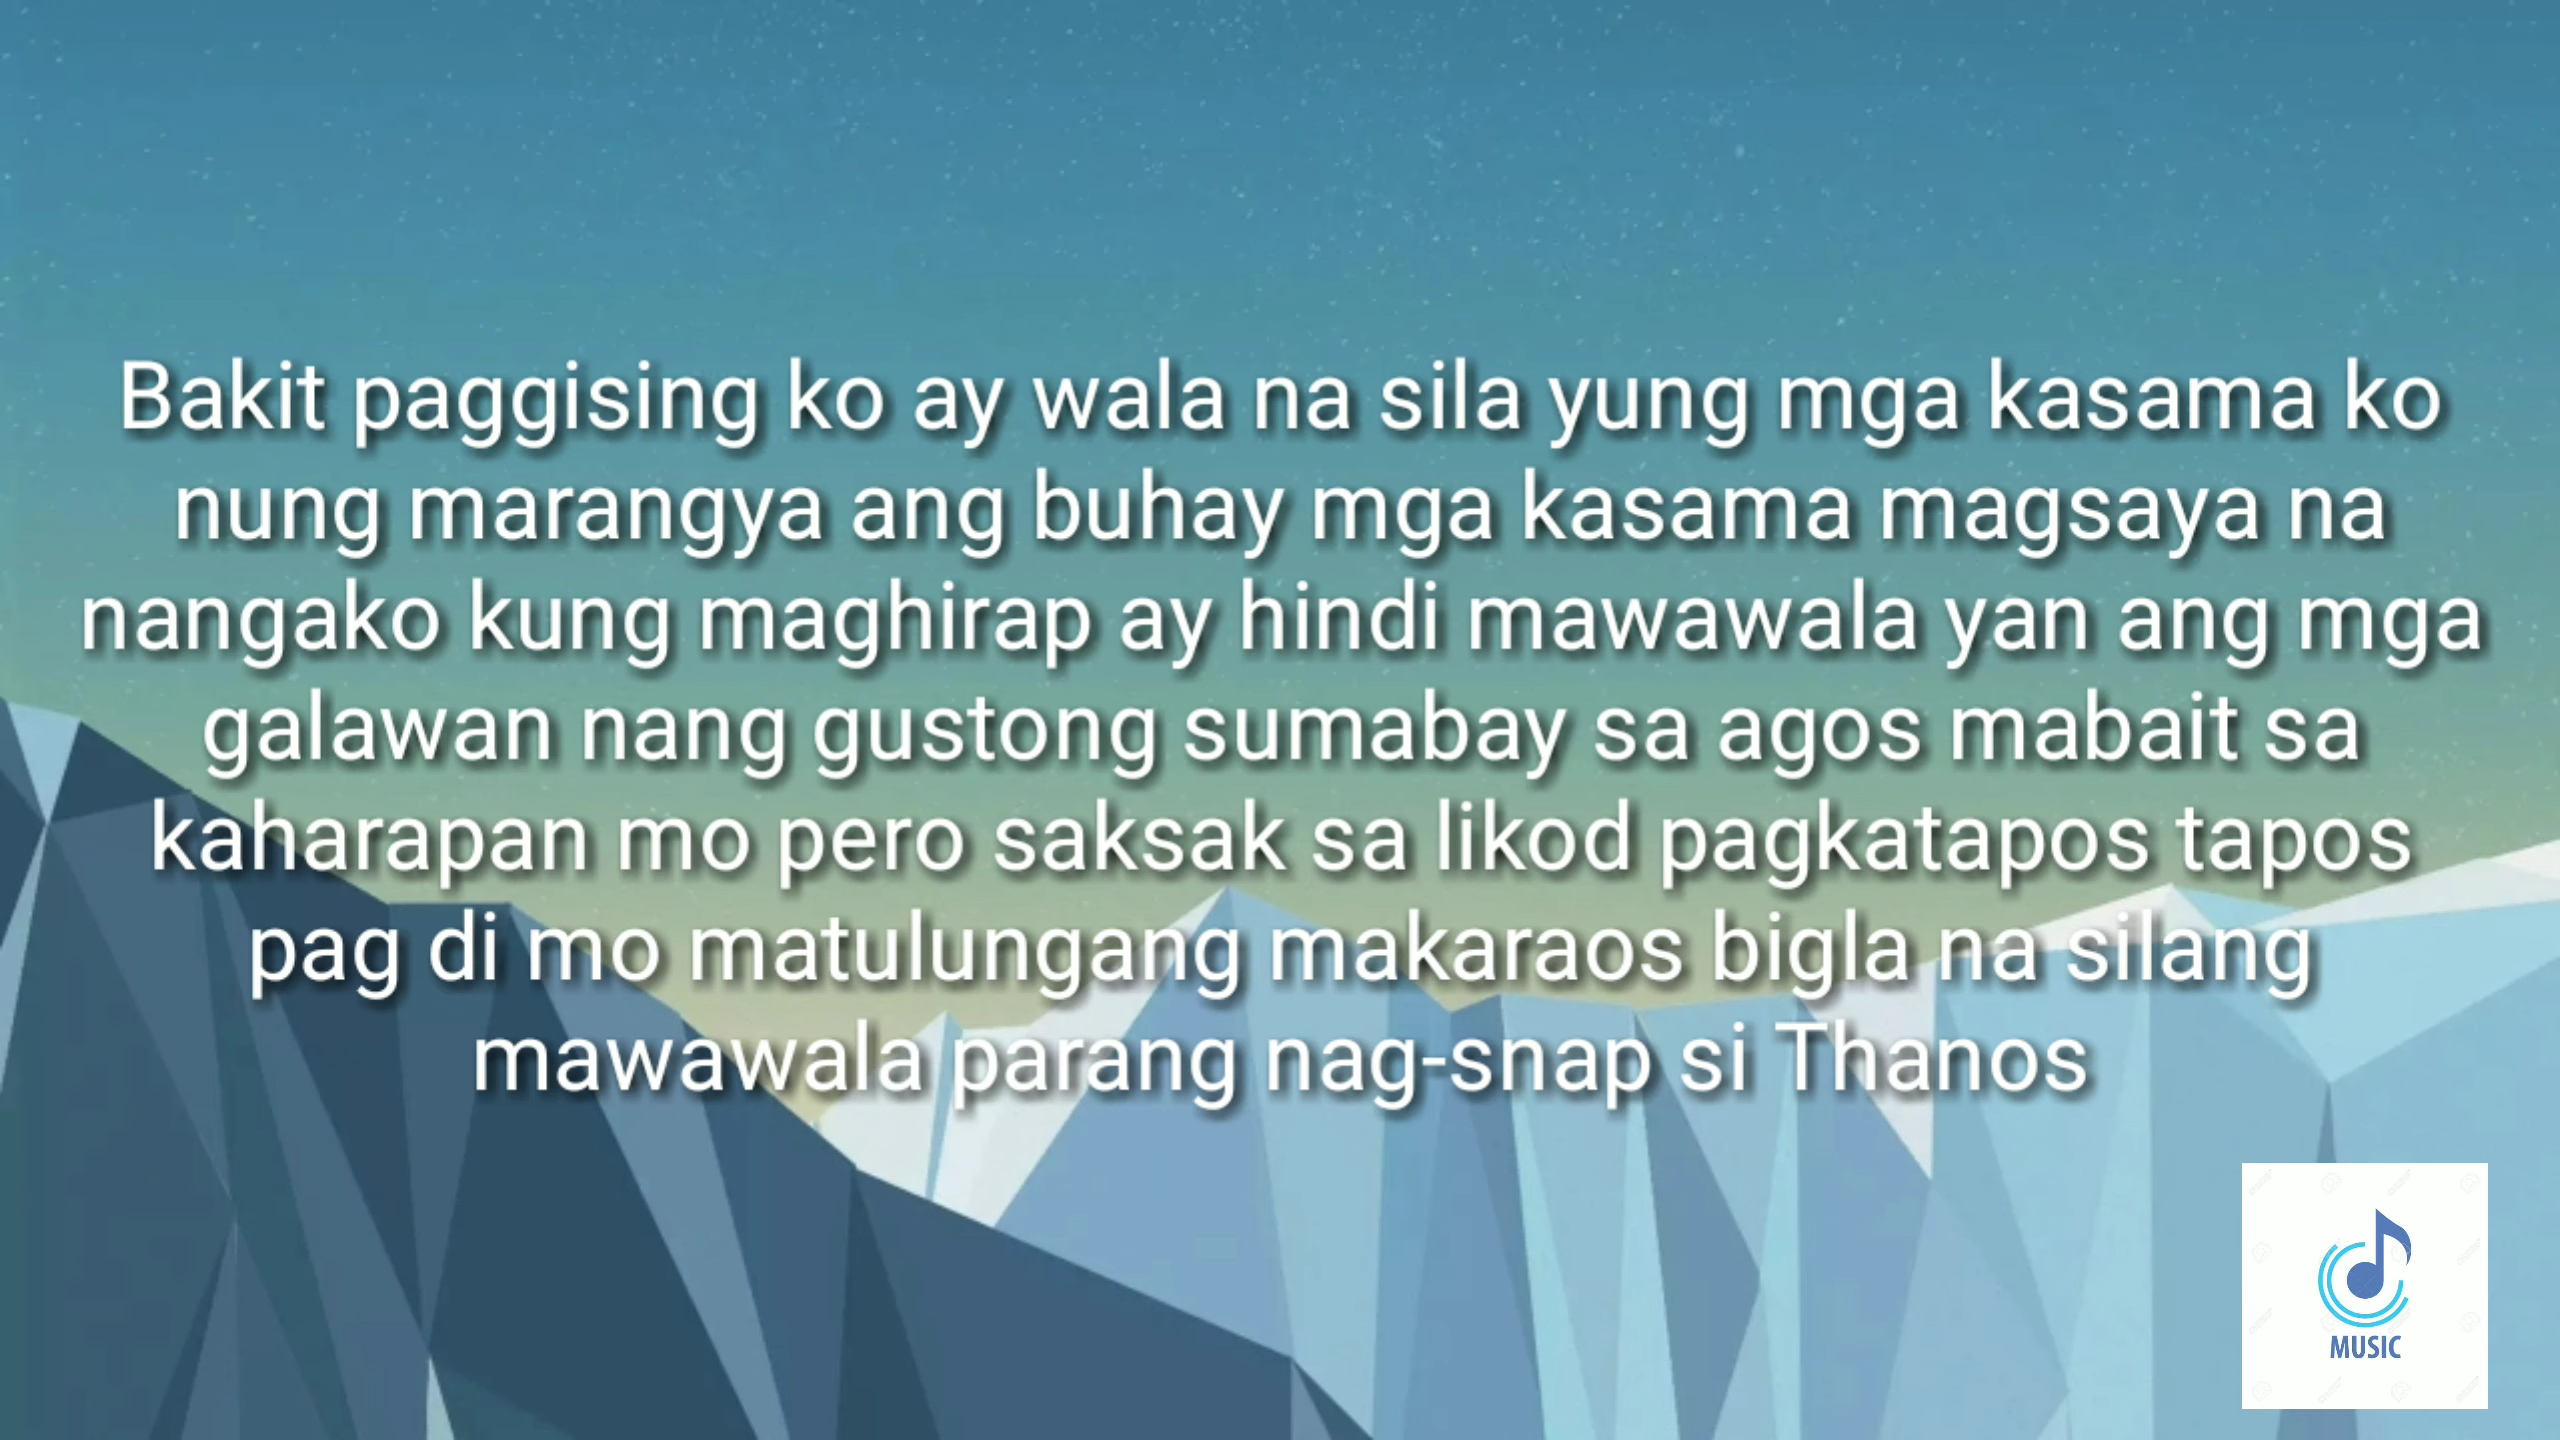 Bakit paggising ko ay wala na sila yung mga kasama ko
nung marangya ang buhay mga kasama magsaya na
nangako kung maghirap ay hindi mawawala yan ang mga
galawan nang gustong sumabay sa agos mabait sa
kaharapan mo pero saksak sa likod pagkatapos tapos
pag di mo matulungang makaraos bigla na silang
mawawala parang nag-snap si Thanos
MUSIC